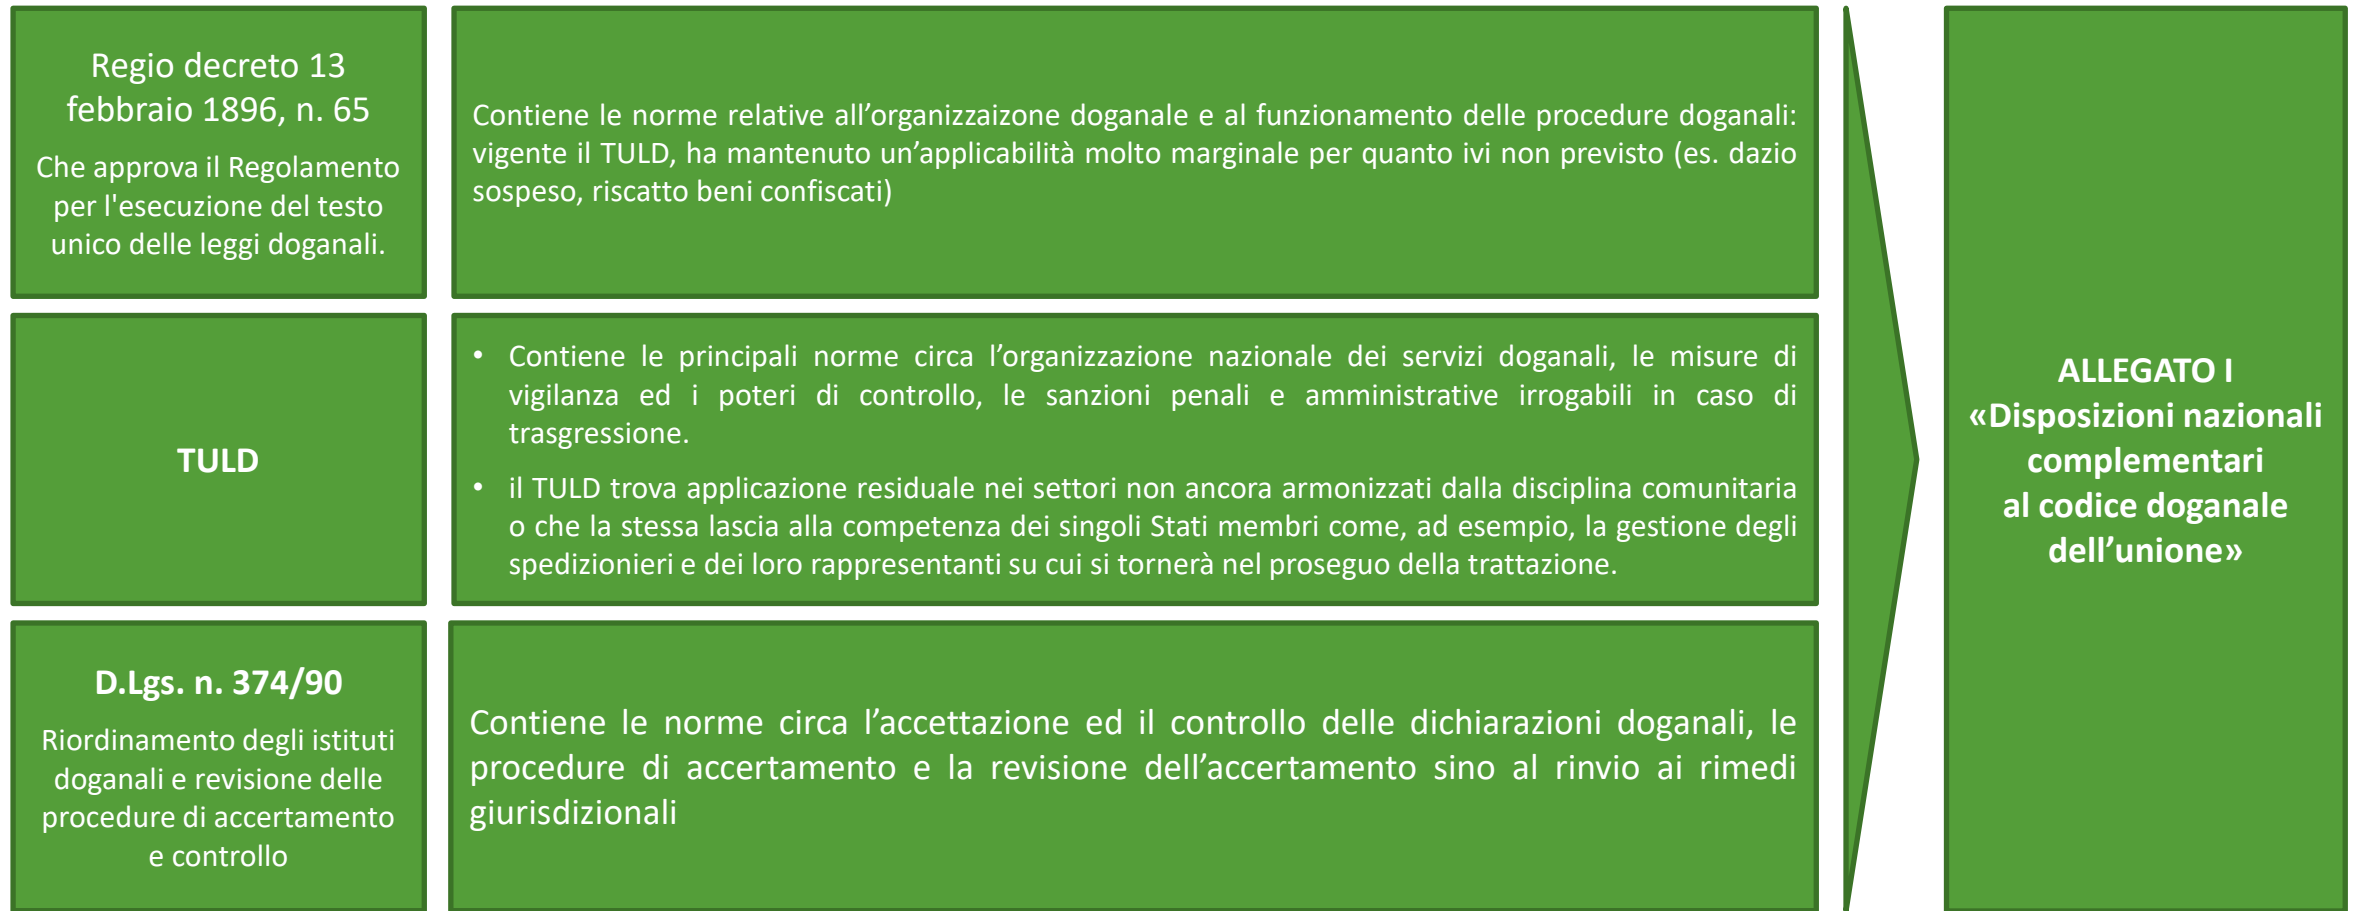 Regio decreto 13
febbraio 1896, n. 65
Che approva il Regolamento
per l'esecuzione del testo
unico delle leggi doganali.
Contiene le norme relative all’organizzaizone doganale e al funzionamento delle procedure doganali:
vigente il TULD, ha mantenuto un’applicabilità molto marginale per quanto ivi non previsto (es. dazio
sospeso, riscatto beni confiscati)
TULD
• Contiene le principali norme circa l’organizzazione nazionale dei servizi doganali, le misure di
vigilanza ed i poteri di controllo, le sanzioni penali e amministrative irrogabili in caso di
trasgressione.
• il TULD trova applicazione residuale nei settori non ancora armonizzati dalla disciplina comunitaria
o che la stessa lascia alla competenza dei singoli Stati membri come, ad esempio, la gestione degli
spedizionieri e dei loro rappresentanti su cui si tornerà nel proseguo della trattazione.
D.Lgs. n. 374/90
Riordinamento degli istituti
doganali e revisione delle
procedure di accertamento
e controllo
Contiene le norme circa l’accettazione ed il controllo delle dichiarazioni doganali, le
procedure di accertamento e la revisione dell’accertamento sino al rinvio ai rimedi
giurisdizionali
ALLEGATO I
«Disposizioni nazionali
complementari
al codice doganale
dell’unione»